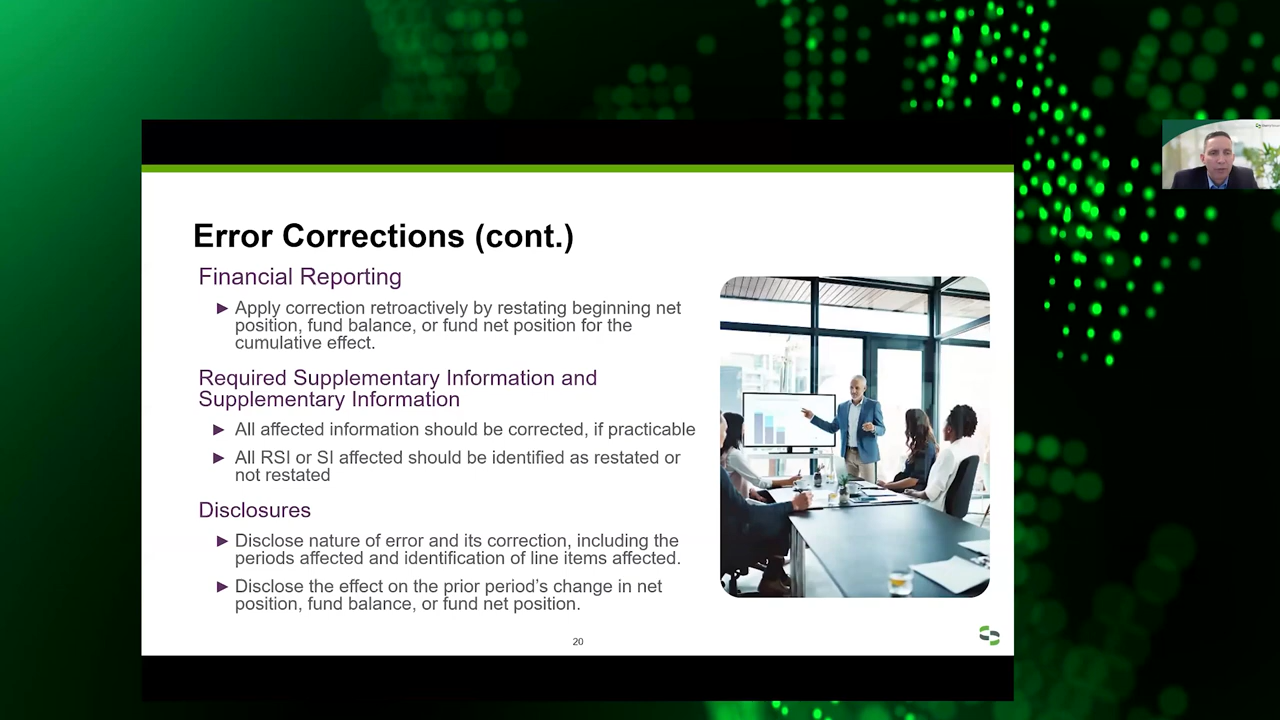 Error Corrections (cont.)
Financial Reporting
► Apply correction retroactively by restating beginning net
position, fund balance, or fund net position for the
cumulative effect.
Required Supplementary Information and
Supplementary Information
► All affected information should be corrected, if practicable
► All RSI or SI affected should be identified as restated or
not restated
Disclosures
► Disclose nature of error and its correction, including the
periods affected and identification of line items affected.
► Disclose the effect on the prior period’s change in net
position, fund balance, or fund net position.
20